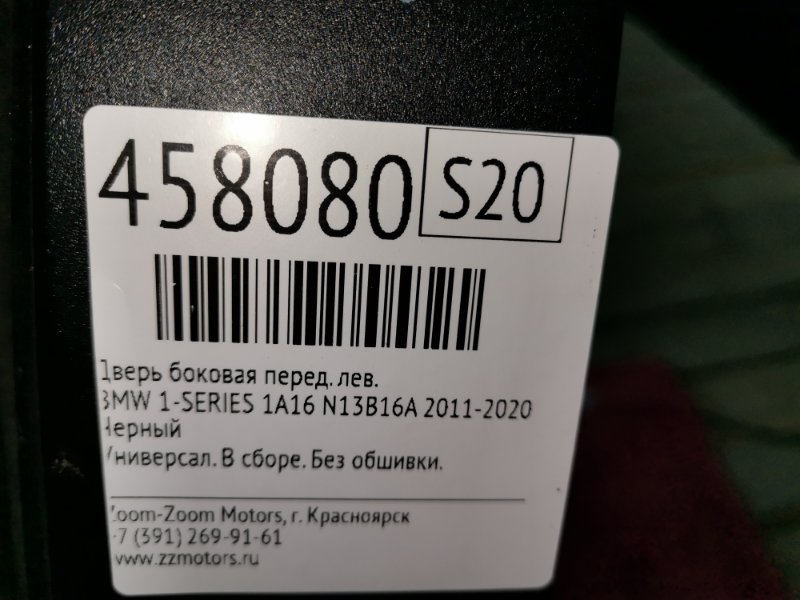 458080 S20
Дверь боковая перед. лев.
BMW 1-SERIES 1A16 N13B16A 2011-2020
Черный
Универсал. В сборе. Без обшивки.
Zoom-Zoom Motors, г. Красноярск
+7 (391) 269-91-61
www.zzmotors.ru